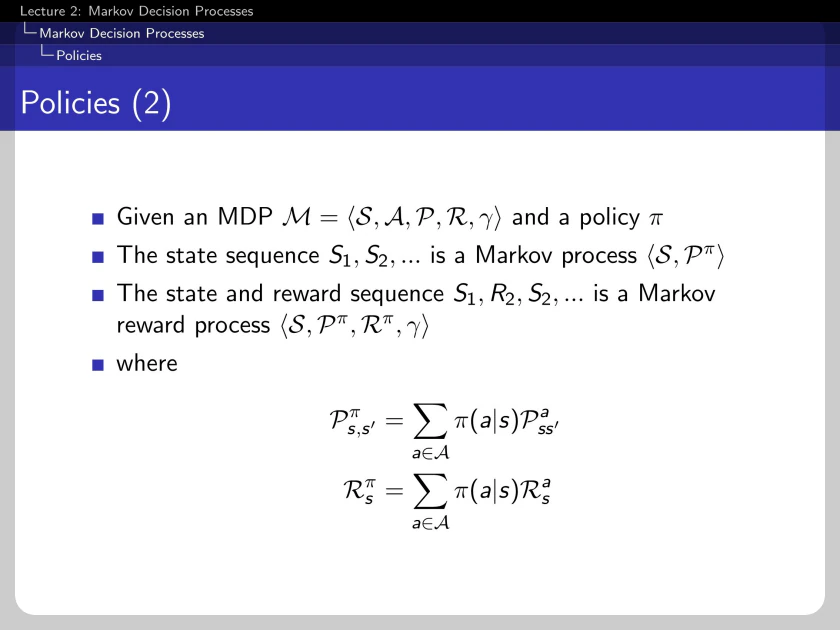 Lecture 2: Markov Decision Processes
Markov Decision Processes
Policies
Policies (2)
Given an MDP ℳ = ⟨𝒮, 𝒜, 𝒫, ℛ, γ⟩ and a policy π
The state sequence S₁, S₂, ... is a Markov process ⟨𝒮, 𝒫^π⟩
The state and reward sequence S₁, R₂, S₂, ... is a Markov
reward process ⟨𝒮, 𝒫^π, ℛ^π, γ⟩
where
𝒫^π_{s,s′} = ∑_{a∈𝒜} π(a|s)𝒫^a_{ss′}
ℛ^π_s = ∑_{a∈𝒜} π(a|s)ℛ^a_s